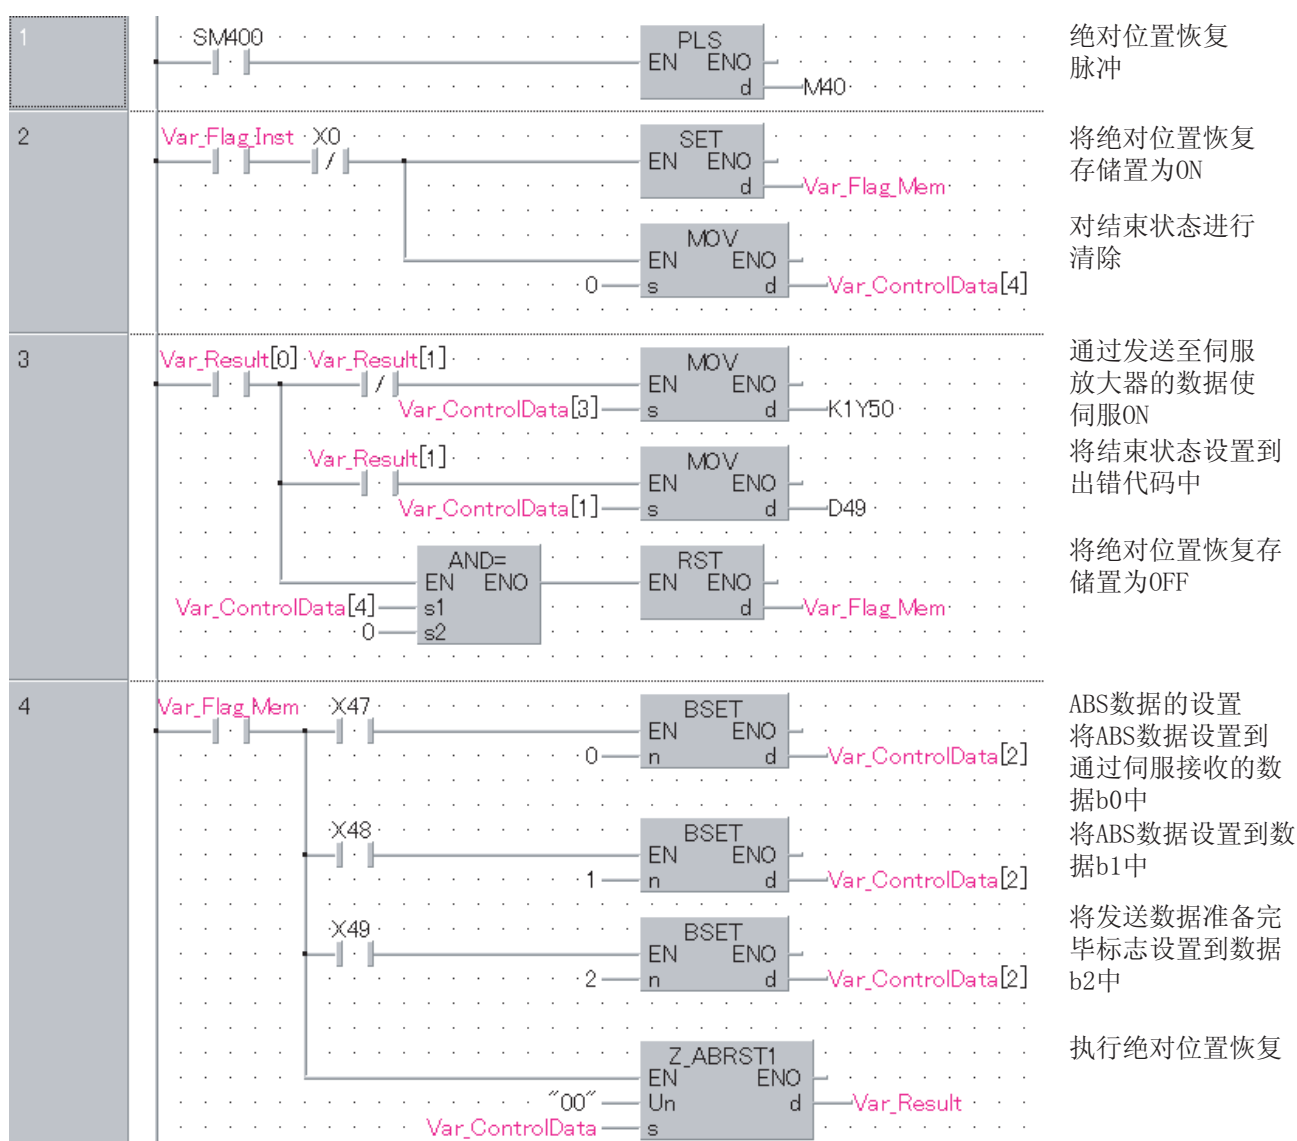 1
SM400
PLS
EN ENO
d
M40
绝对位置恢复
脉冲
2
Var_Flag_Inst X0
SET
EN ENO
d
Var_Flag_Mem
将绝对位置恢复
存储置为ON
MOV
EN ENO
0 s d Var_ControlData[4]
对结束状态进行
清除
3
Var_Result[0] Var_Result[1]
MOV
EN ENO
Var_ControlData[3] s d K1Y50
通过发送至伺服
放大器的数据使
伺服ON
Var_Result[1]
MOV
EN ENO
Var_ControlData[1] s d D49
将结束状态设置到
出错代码中
AND=
EN ENO
Var_ControlData[4] s1
0 s2
RST
EN ENO
d Var_Flag_Mem
将绝对位置恢复存
储置为OFF
4
Var_Flag_Mem X47
BSET
EN ENO
0 n d Var_ControlData[2]
ABS数据的设置
将ABS数据设置到
通过伺服接收的数
据b0中
X48
BSET
EN ENO
1 n d Var_ControlData[2]
将ABS数据设置到数
据b1中
X49
BSET
EN ENO
2 n d Var_ControlData[2]
将发送数据准备完
毕标志设置到数据
b2中
Z_ABRST1
EN ENO
"00" Un d Var_Result
Var_ControlData s
执行绝对位置恢复